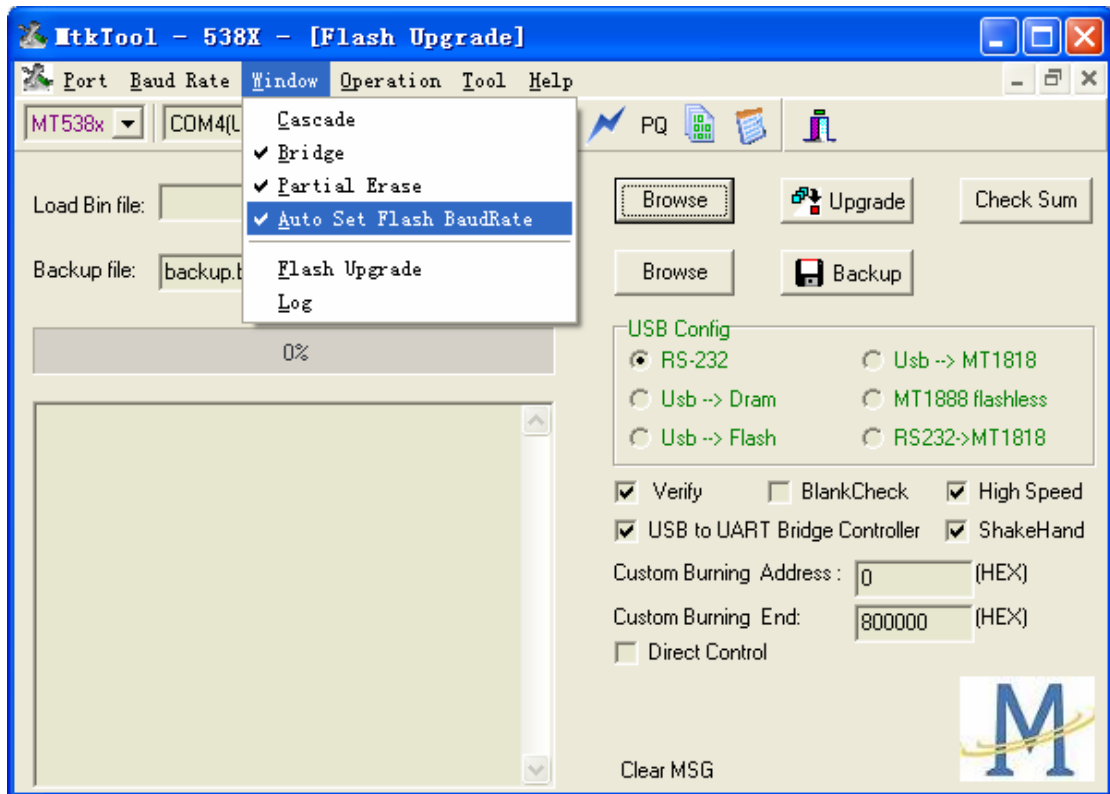 MtkTool - 538X - [Flash Upgrade]
Port Baud Rate Window Operation Tool Help
MT538x COM4(U PQ
Cascade
Bridge
Partial Erase
Auto Set Flash BaudRate
Flash Upgrade
Log
Load Bin file: Browse Upgrade Check Sum
Backup file: backup.b Browse Backup
0%
USB Config
RS-232 Usb --> MT1818
Usb --> Dram MT1888 flashless
Usb --> Flash RS232->MT1818
Verify BlankCheck High Speed
USB to UART Bridge Controller ShakeHand
Custom Burning Address : 0 (HEX)
Custom Burning End: 800000 (HEX)
Direct Control
Clear MSG
M